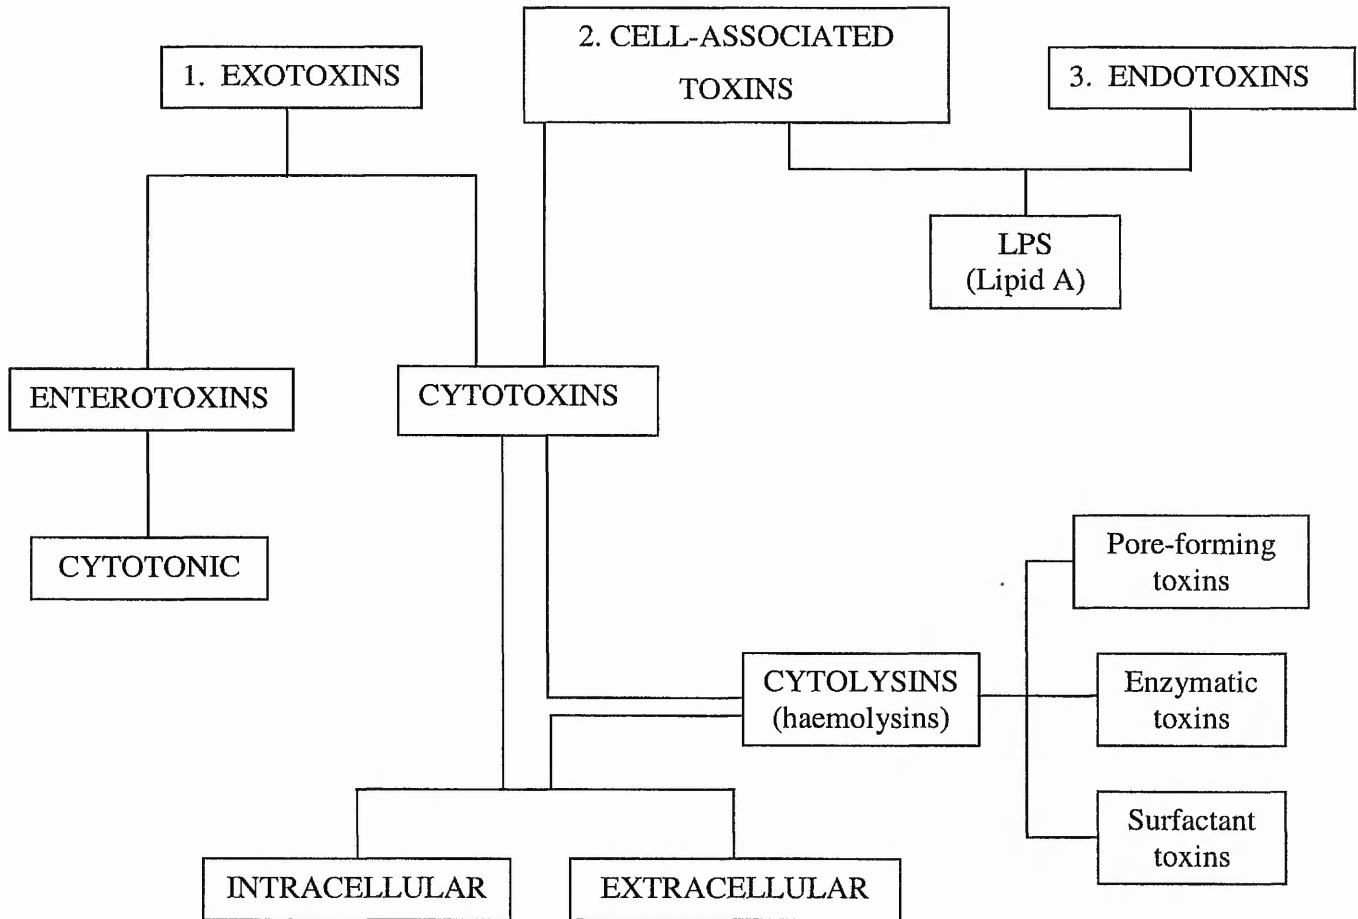 2. CELL-ASSOCIATED
TOXINS
1. EXOTOXINS
3. ENDOTOXINS
LPS
(Lipid A)
ENTEROTOXINS
CYTOTOXINS
CYTOTONIC
Pore-forming
toxins
CYTOLYSINS
(haemolysins)
Enzymatic
toxins
Surfactant
toxins
INTRACELLULAR
EXTRACELLULAR